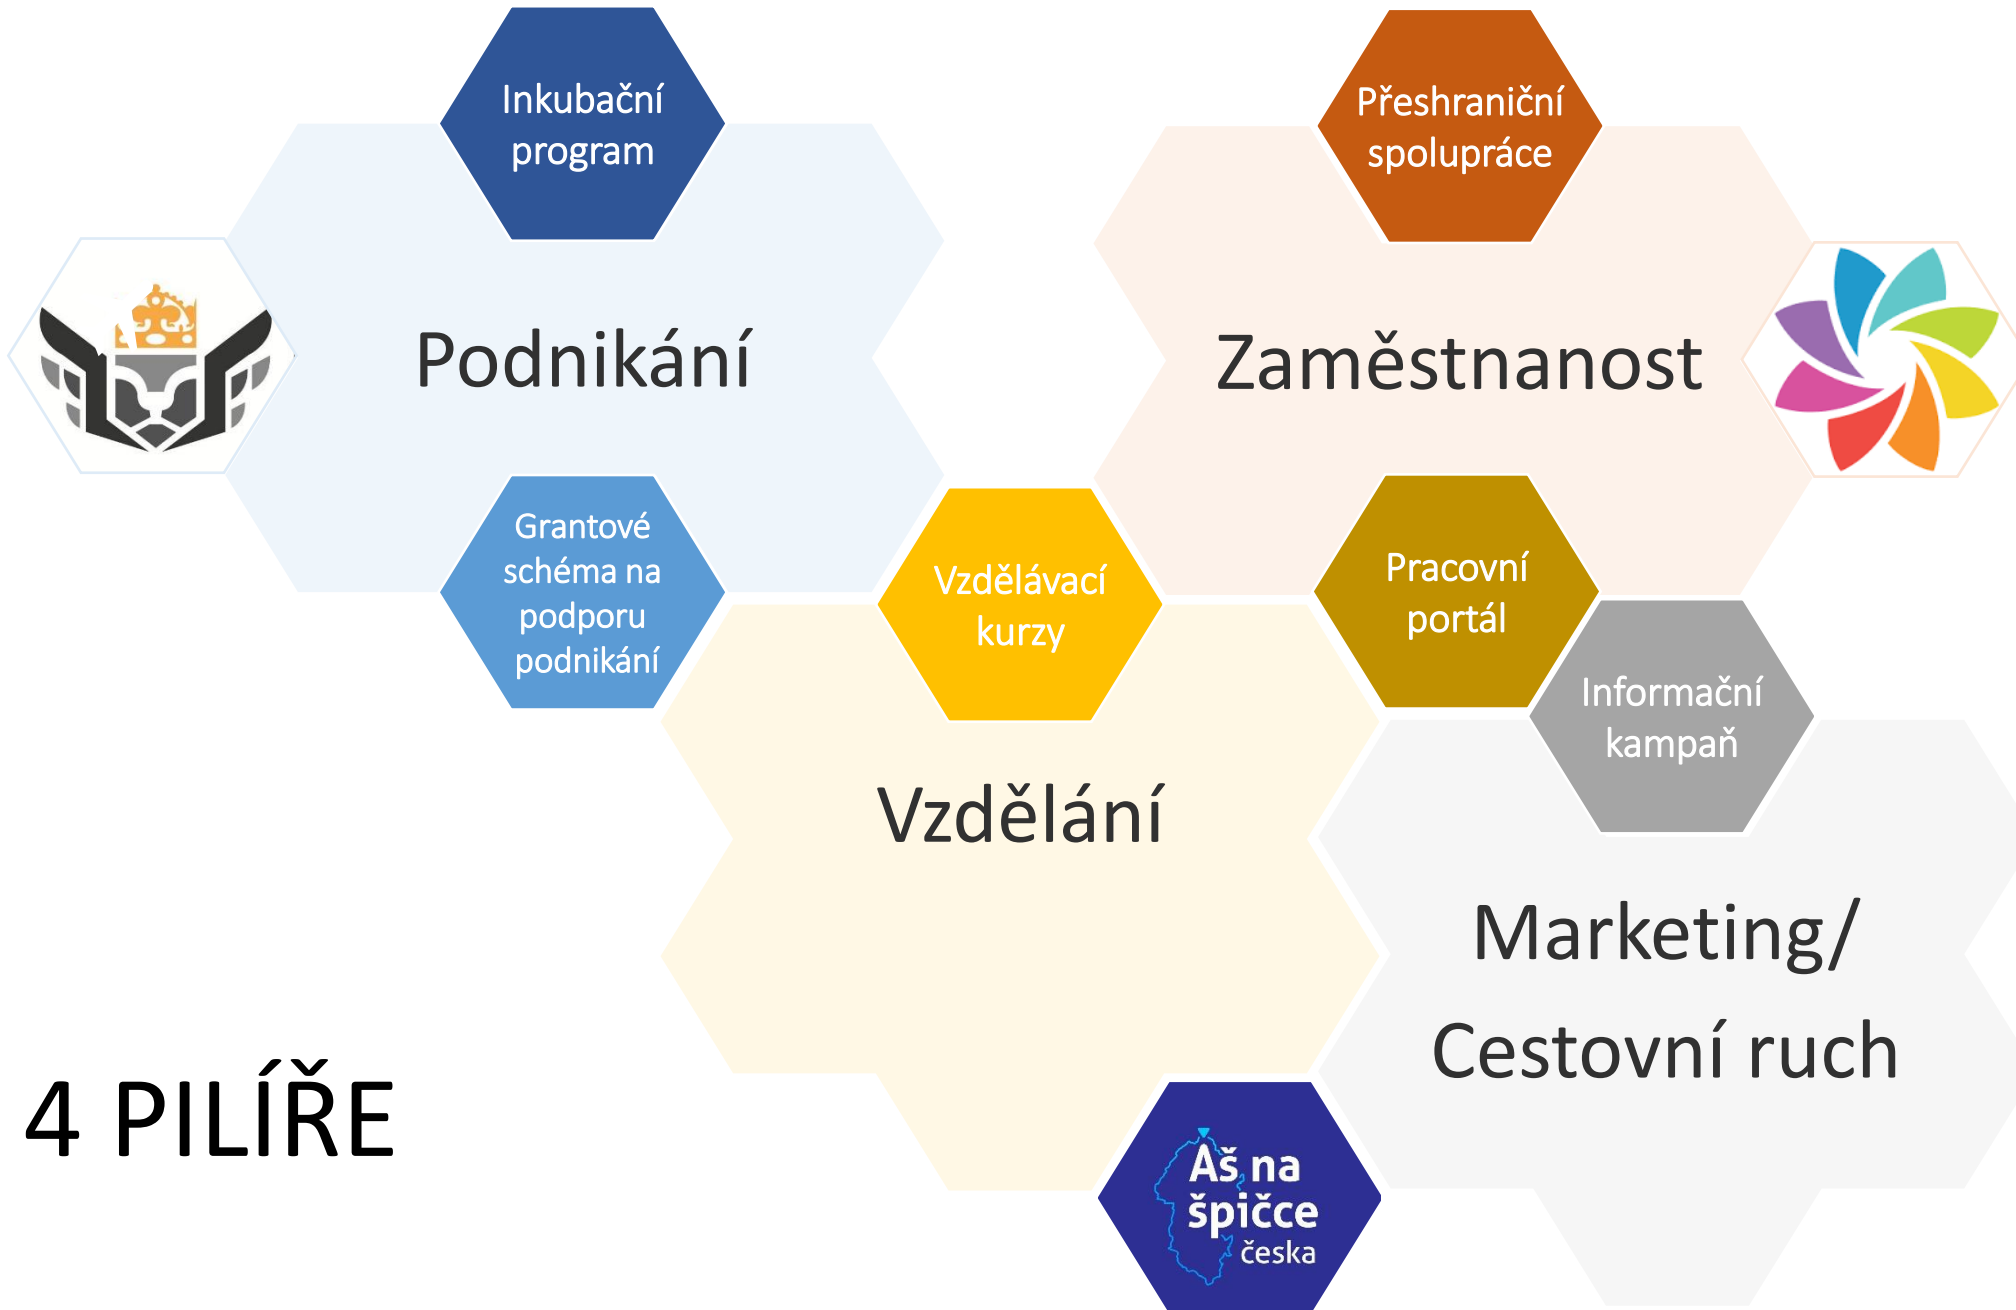 Inkubační
program
Přeshraniční
spolupráce
Podnikání
Zaměstnanost
Grantové
schéma na
podporu
podnikání
Vzdělávací
kurzy
Pracovní
portál
Informační
kampaň
Vzdělání
Marketing/
Cestovní ruch
4 PILÍŘE
Aš na
špičce
česka